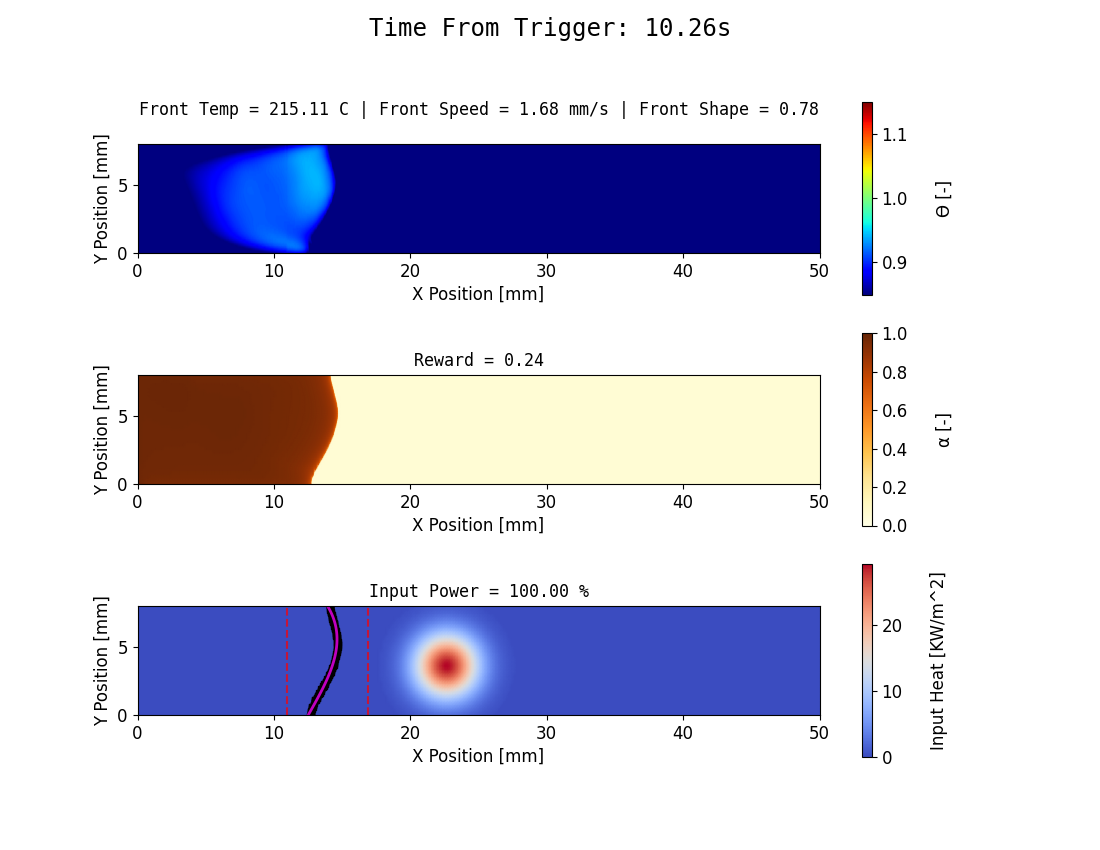 Time From Trigger: 10.26s
Front Temp = 215.11 C | Front Speed = 1.68 mm/s | Front Shape = 0.78
Y Position [mm]
5
0
0 10 20 30 40 50
X Position [mm]
1.1
1.0
0.9
Θ [-]
Reward = 0.24
Y Position [mm]
5
0
0 10 20 30 40 50
X Position [mm]
1.0
0.8
0.6
0.4
0.2
0.0
α [-]
Input Power = 100.00 %
Y Position [mm]
5
0
0 10 20 30 40 50
X Position [mm]
20
10
0
Input Heat [KW/m^2]